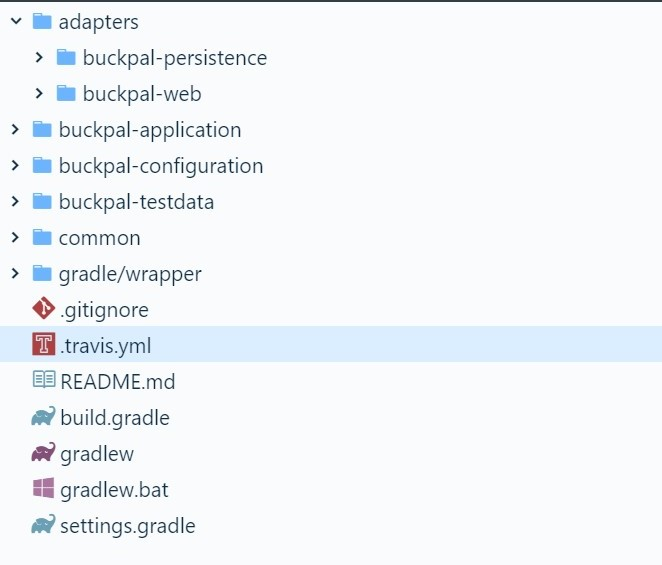 adapters
buckpal-persistence
buckpal-web
buckpal-application
buckpal-configuration
buckpal-testdata
common
gradle/wrapper
.gitignore
.travis.yml
README.md
build.gradle
gradlew
gradlew.bat
settings.gradle